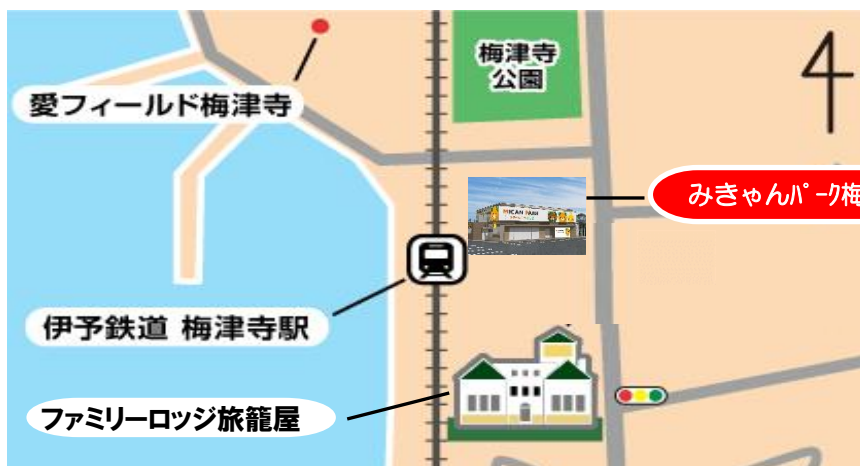 梅津寺
公園
愛フィールド梅津寺
みきゃんパーク梅
MICAN PARK
伊予鉄道 梅津寺駅
ファミリーロッジ旅籠屋